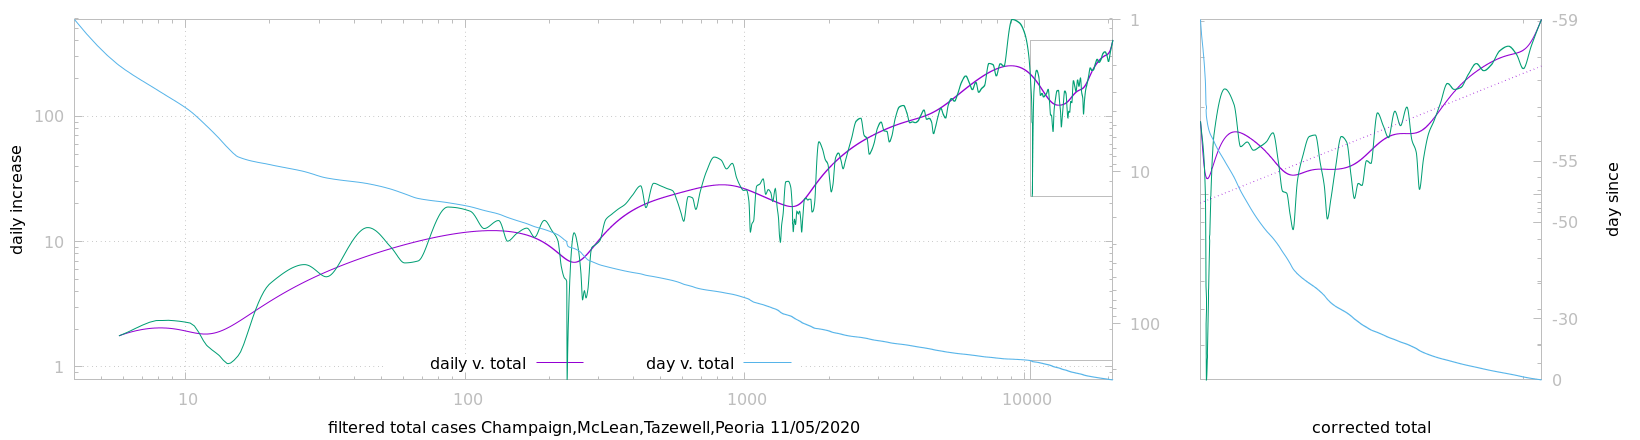 100
10
1
daily increase
10
100
1000
10000
1
10
100
daily v. total
day v. total
filtered total cases Champaign,McLean,Tazewell,Peoria 11/05/2020
-59
-55
-50
-30
0
day since
corrected total